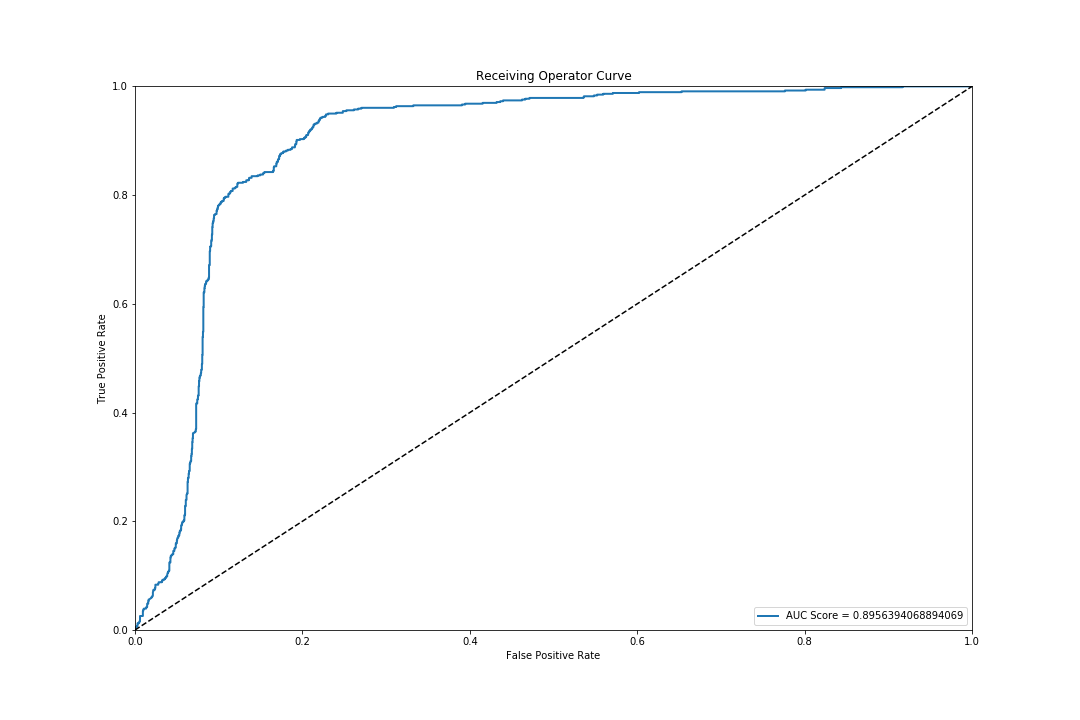 Receiving Operator Curve
1.0
0.8
0.6
0.4
0.2
0.0
True Positive Rate
AUC Score = 0.8956394068894069
0.0 0.2 0.4 0.6 0.8 1.0
False Positive Rate